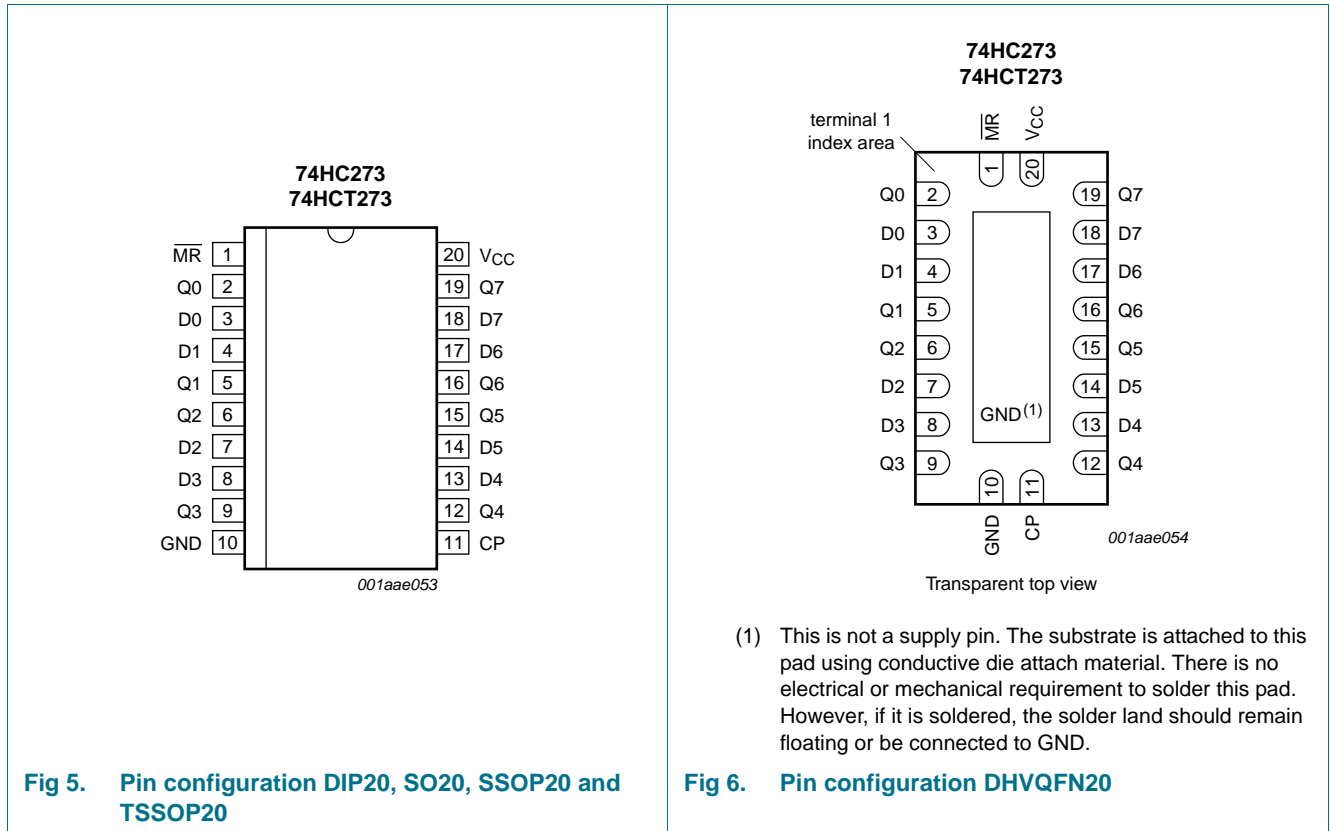 74HC273
74HCT273
MR 1
Q0 2
D0 3
D1 4
Q1 5
Q2 6
D2 7
D3 8
Q3 9
GND 10
20 VCC
19 Q7
18 D7
17 D6
16 Q6
15 Q5
14 D5
13 D4
12 Q4
11 CP
001aae053
Fig 5. Pin configuration DIP20, SO20, SSOP20 and
TSSOP20
74HC273
74HCT273
terminal 1
index area
MR
VCC
1
20
Q0 2
D0 3
D1 4
Q1 5
Q2 6
D2 7
D3 8
Q3 9
19 Q7
18 D7
17 D6
16 Q6
15 Q5
14 D5
13 D4
12 Q4
GND(1)
10
11
GND
CP
001aae054
Transparent top view
(1) This is not a supply pin. The substrate is attached to this
pad using conductive die attach material. There is no
electrical or mechanical requirement to solder this pad.
However, if it is soldered, the solder land should remain
floating or be connected to GND.
Fig 6. Pin configuration DHVQFN20